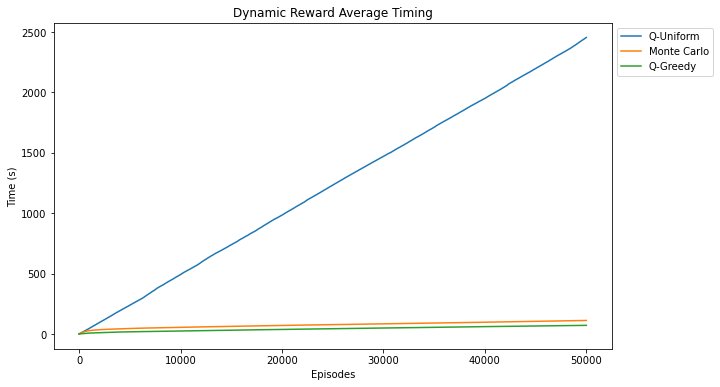 Dynamic Reward Average Timing
Q-Uniform
Monte Carlo
Q-Greedy
2500
2000
1500
1000
500
0
Time (s)
0 10000 20000 30000 40000 50000
Episodes